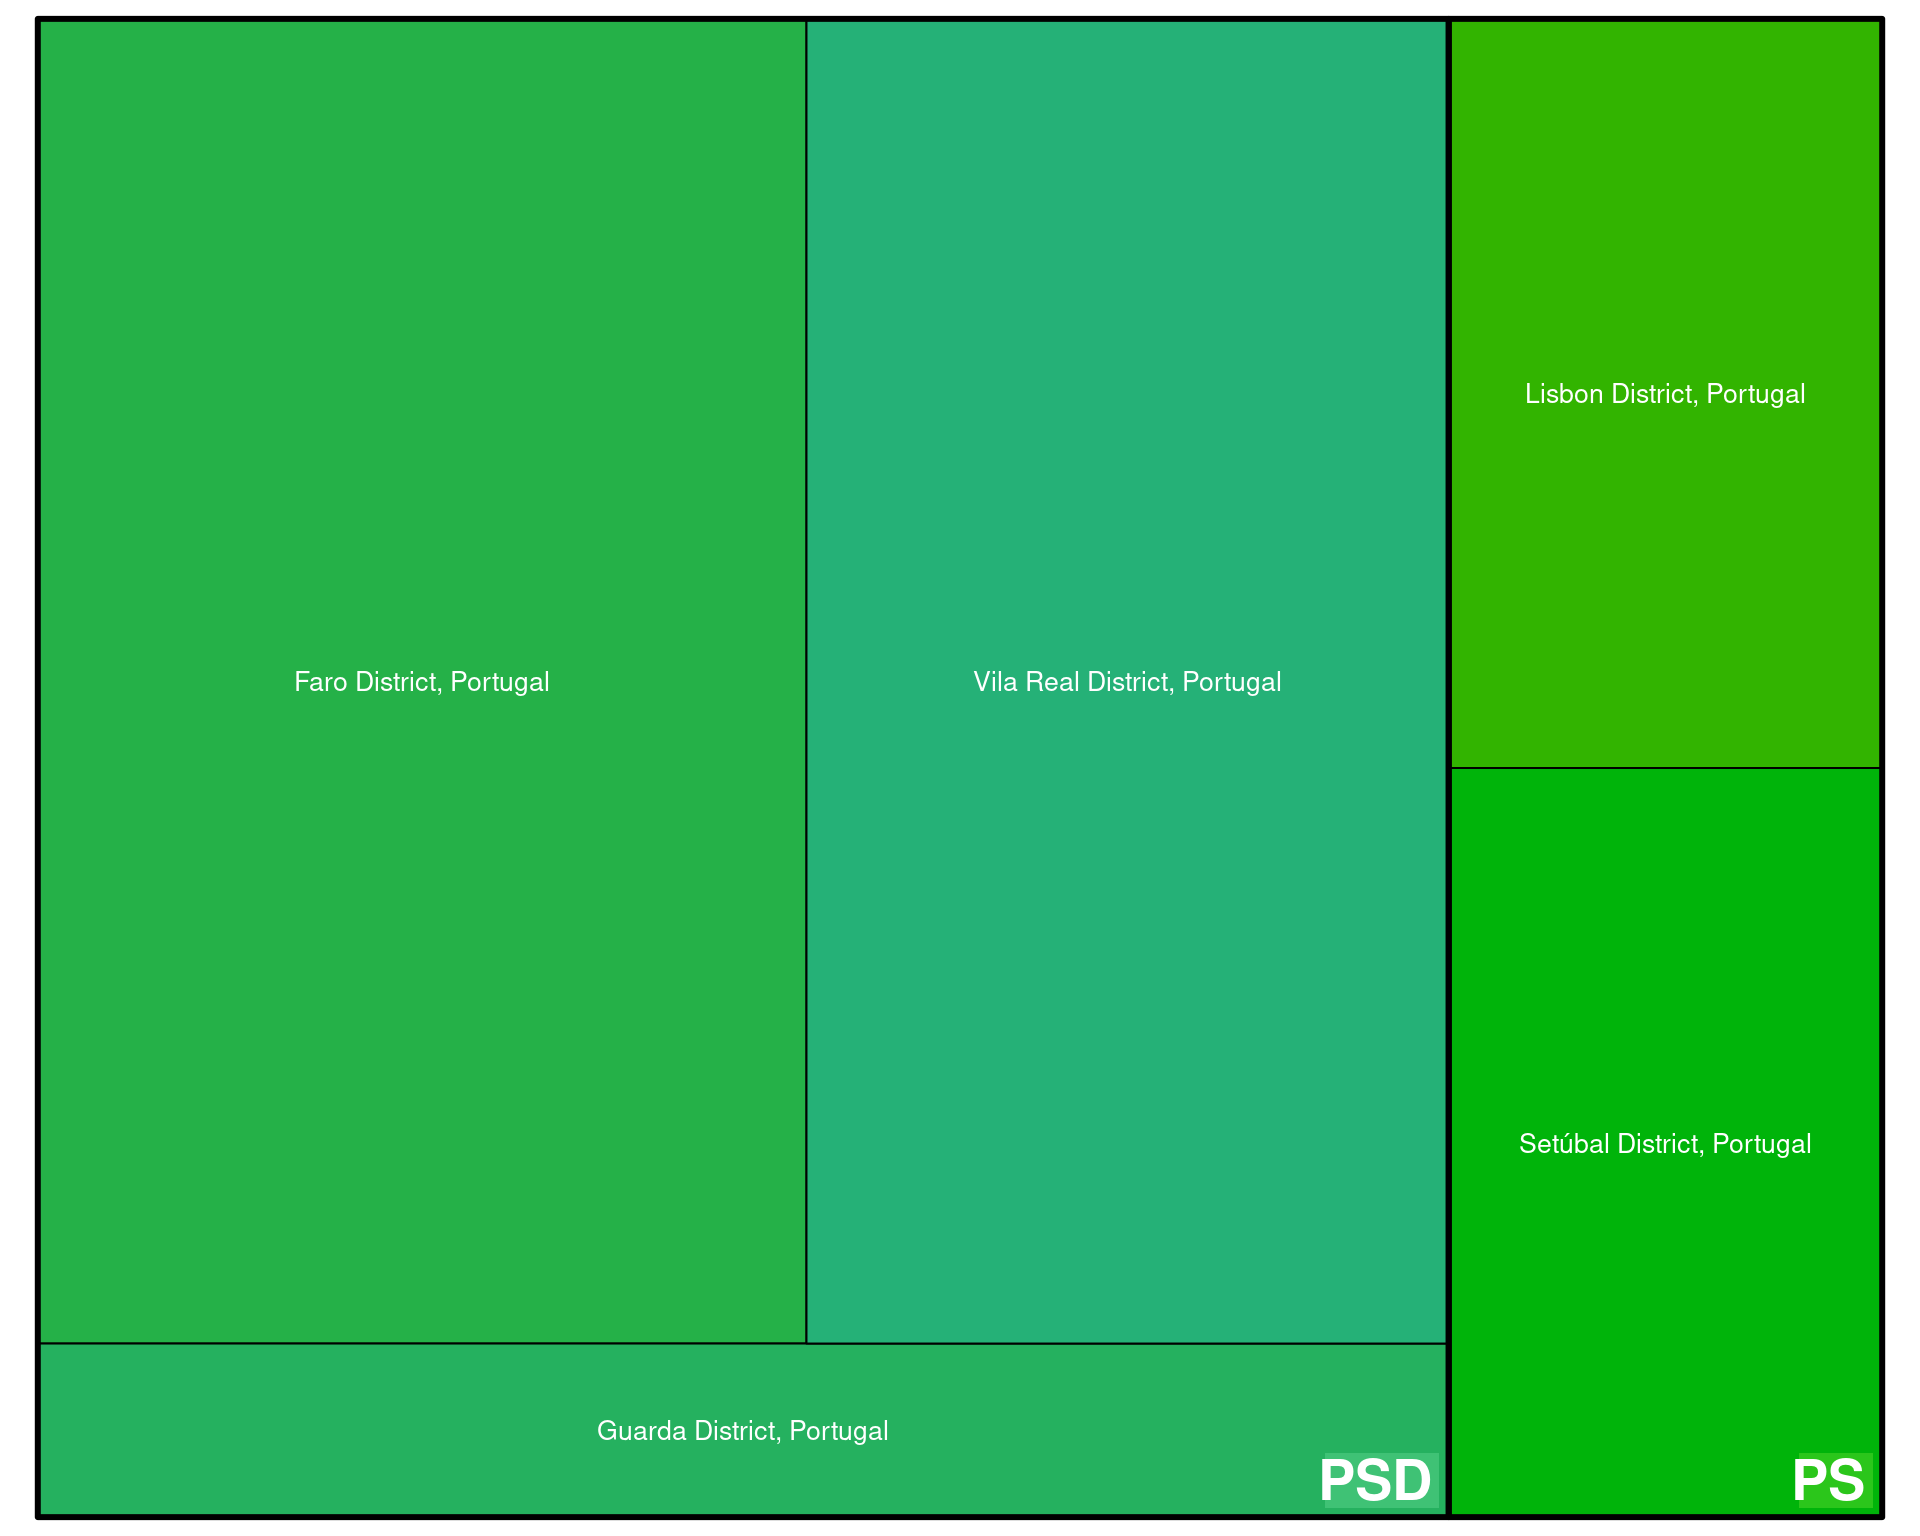 Faro District, Portugal
Vila Real District, Portugal
Guarda District, Portugal
PSD
Lisbon District, Portugal
Setúbal District, Portugal
PS